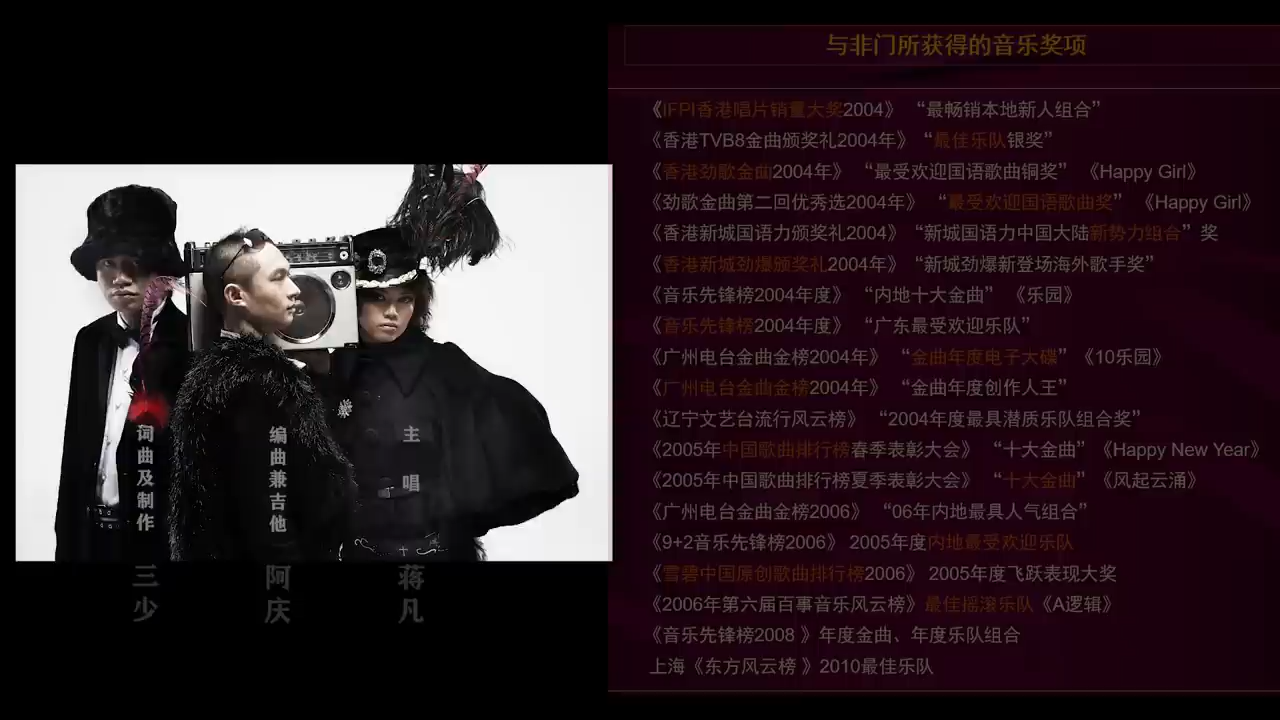 与非门所获得的音乐奖项
《IFPI香港唱片销量大奖2004》 “最畅销本地新人组合”
《香港TVB8金曲颁奖礼2004年》 “最佳乐队银奖”
《香港劲歌金曲2004年》 “最受欢迎国语歌曲铜奖” 《Happy Girl》
《劲歌金曲第二回优秀选2004年》 “最受欢迎国语歌曲奖” 《Happy Girl》
《香港新城国语力颁奖礼2004年》 “新城国语力中国大陆新势力组合”奖
《香港新城劲爆颁奖礼2004年》 “新城劲爆新登场海外歌手奖”
《音乐先锋榜2004年度》 “内地十大金曲” 《乐园》
《音乐先锋榜2004年度》 “广东最受欢迎乐队”
《广州电台金曲金榜2004年》 “金曲年度电子大碟” 《10乐园》
《广州电台金曲金榜2004年》 “金曲年度创作人王”
《辽宁文艺台流行风云榜》 “2004年度最具潜质乐队组合奖”
《2005年中国歌曲排行榜春季表彰大会》 “十大金曲” 《Happy New Year》
《2005年中国歌曲排行榜夏季表彰大会》 “十大金曲” 《风起云涌》
《广州电台金曲金榜2006》 “06年内地最具人气组合”
《9+2音乐先锋榜2006》 2005年度内地最受欢迎乐队
《雪碧中国原创歌曲排行榜2006》 2005年度飞跃表现大奖
《2006年第六届百事音乐风云榜》最佳摇滚乐队《A逻辑》
《音乐先锋榜2008 》年度金曲、年度乐队组合
上海《东方风云榜 》2010最佳乐队
词曲及制作
三少
编曲兼吉他
阿庆
主唱
蒋凡